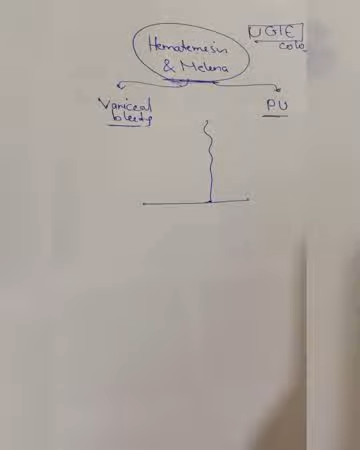 UGIE
colo
Hematemesis
& Melena
Variceal
bleeding
PU